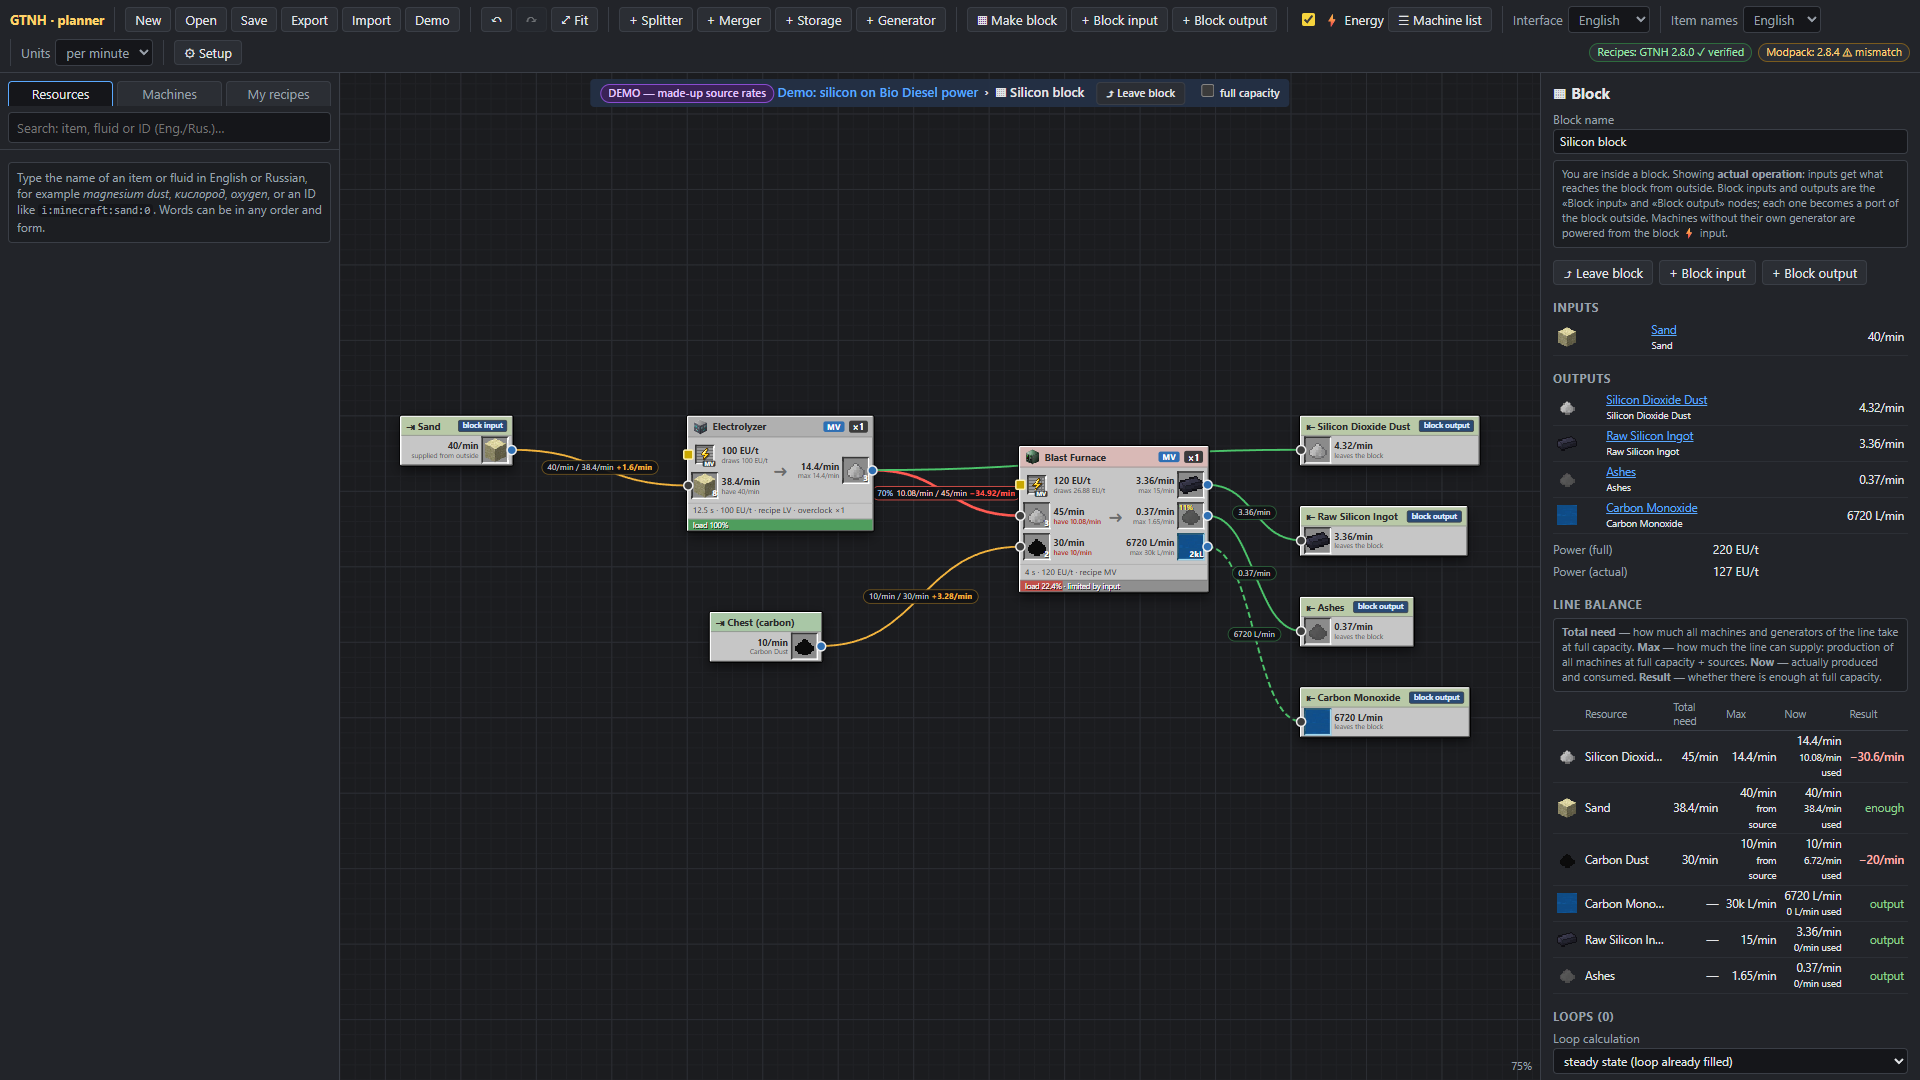 GTNH · planner
New
Open
Save
Export
Import
Demo
Fit
+ Splitter
+ Merger
+ Storage
+ Generator
Make block
+ Block input
+ Block output
Energy
Machine list
Interface
English
Item names
English
Units
per minute
Setup
Recipes: GTNH 2.8.0 ✓ verified
Modpack: 2.8.4 ⚠ mismatch
Resources
Machines
My recipes
Search: item, fluid or ID (Eng./Rus.)...
Type the name of an item or fluid in English or Russian,
for example magnesium dust, кислород, oxygen, or an ID
like i:minecraft:sand:0. Words can be in any order and
form.
DEMO — made-up source rates
Demo: silicon on Bio Diesel power
›
Silicon block
Leave block
full capacity
Sand
block input
40/min
supplied from outside
40/min / 38.4/min +1.6/min
Electrolyzer
MV
×1
100 EU/t
draws 100 EU/t
MV
38.4/min
have 40/min
8
14.4/min
max 14.4/min
3
12.5 s · 100 EU/t · recipe LV · overclock ×1
load 100%
70% 10.08/min / 45/min −34.92/min
Chest (carbon)
10/min
Carbon Dust
10/min / 30/min +3.28/min
Blast Furnace
MV
×1
120 EU/t
draws 26.88 EU/t
MV
45/min
have 10.08/min
3
30/min
have 10/min
2
3.36/min
max 15/min
0.37/min
max 1.65/min
11%
6720 L/min
max 30k L/min
2kL
4 s · 120 EU/t · recipe MV
load 22.4% · limited by input
3.36/min
0.37/min
6720 L/min
Silicon Dioxide Dust
block output
4.32/min
leaves the block
Raw Silicon Ingot
block output
3.36/min
leaves the block
Ashes
block output
0.37/min
leaves the block
Carbon Monoxide
block output
6720 L/min
leaves the block
75%
Block
Block name
Silicon block
You are inside a block. Showing actual operation: inputs get what
reaches the block from outside. Block inputs and outputs are the
«Block input» and «Block output» nodes; each one becomes a port of
the block outside. Machines without their own generator are
powered from the block ⚡ input.
Leave block
+ Block input
+ Block output
INPUTS
Sand
Sand
40/min
OUTPUTS
Silicon Dioxide Dust
Silicon Dioxide Dust
4.32/min
Raw Silicon Ingot
Raw Silicon Ingot
3.36/min
Ashes
Ashes
0.37/min
Carbon Monoxide
Carbon Monoxide
6720 L/min
Power (full)
220 EU/t
Power (actual)
127 EU/t
LINE BALANCE
Total need — how much all machines and generators of the line take
at full capacity. Max — how much the line can supply: production of
all machines at full capacity + sources. Now — actually produced
and consumed. Result — whether there is enough at full capacity.
Resource
Total need
Max
Now
Result
Silicon Dioxid...
45/min
14.4/min
14.4/min
10.08/min used
−30.6/min
Sand
38.4/min
40/min from source
40/min
38.4/min used
enough
Carbon Dust
30/min
10/min from source
10/min
6.72/min used
−20/min
Carbon Mono...
—
30k L/min
6720 L/min
0 L/min used
output
Raw Silicon In...
—
15/min
3.36/min
0/min used
output
Ashes
—
1.65/min
0.37/min
0/min used
output
LOOPS (0)
Loop calculation
steady state (loop already filled)